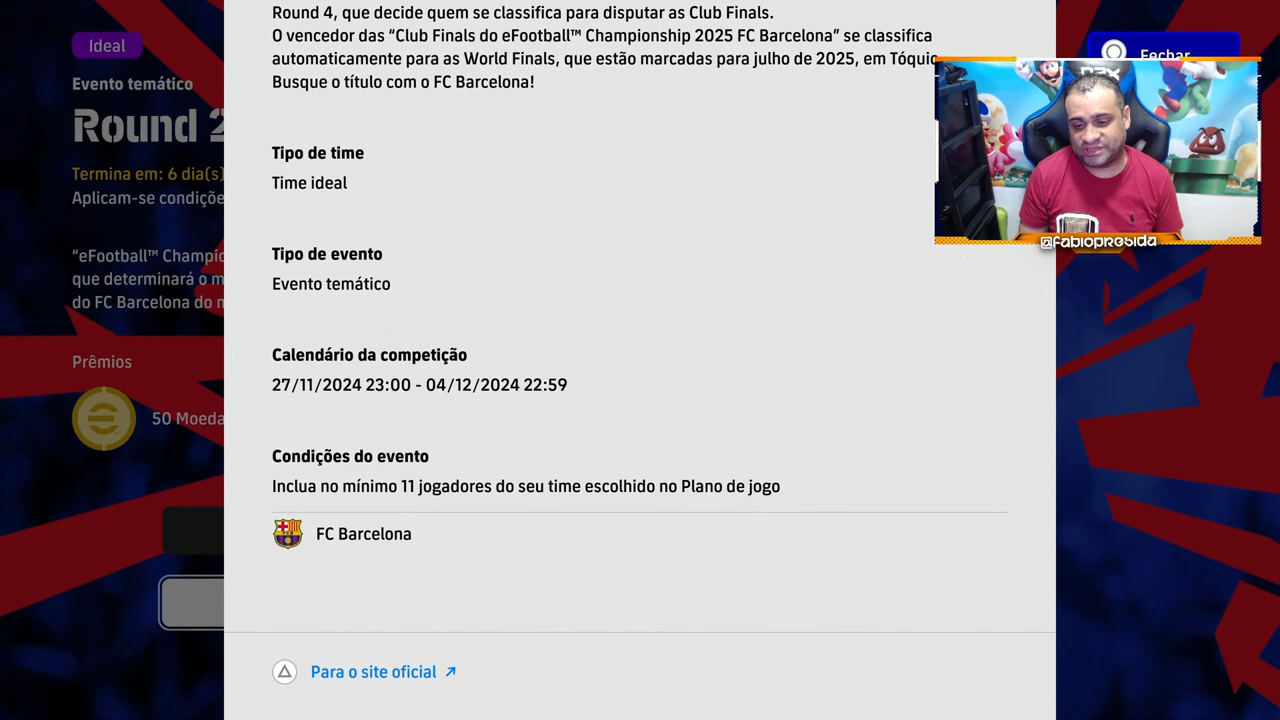 Round 4, que decide quem se classifica para disputar as Club Finals.
O vencedor das “Club Finals do eFootball™ Championship 2025 FC Barcelona” se classifica
automaticamente para as World Finals, que estão marcadas para julho de 2025, em Tóquio
Busque o título com o FC Barcelona!
Ideal
Evento temático
Round 2
Termina em: 6 dia(s)
Aplicam-se condiçõe
“eFootball™ Champio
que determinará o m
do FC Barcelona do n
Prêmios
50 Moeda
Tipo de time
Time ideal
Tipo de evento
Evento temático
Calendário da competição
27/11/2024 23:00 - 04/12/2024 22:59
Condições do evento
Inclua no mínimo 11 jogadores do seu time escolhido no Plano de jogo
FC Barcelona
Para o site oficial
Fechar
@fabiopresida